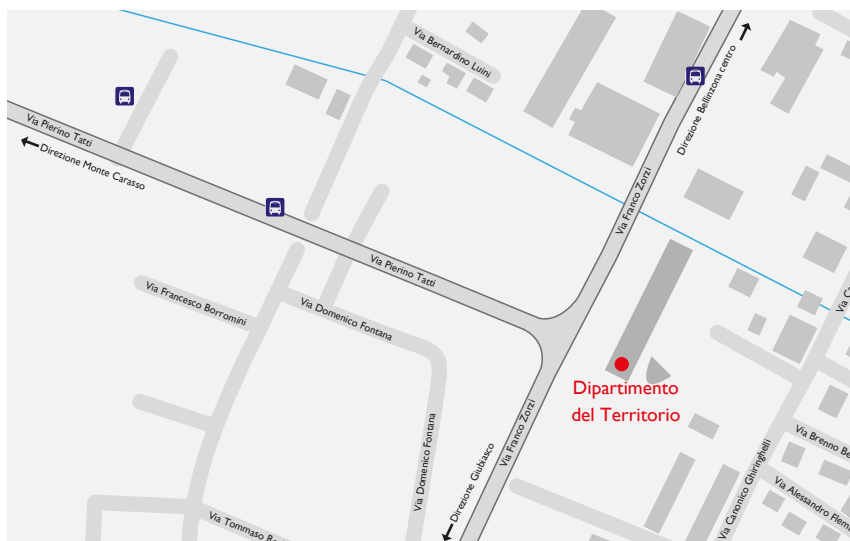 Via Bernardino Luini
Direzione Bellinzona centro
Via Pierino Tatti
Direzione Monte Carasso
Via Franco Zorzi
Via Pierino Tatti
Via Francesco Borromini
Via Domenico Fontana
Dipartimento
del Territorio
Via Domenico Fontana
Via Franco Zorzi
Direzione Giubiasco
Via Canonico Ghiringhelli
Via Brenno Be
Via Alessandro Flem
Via Tommaso